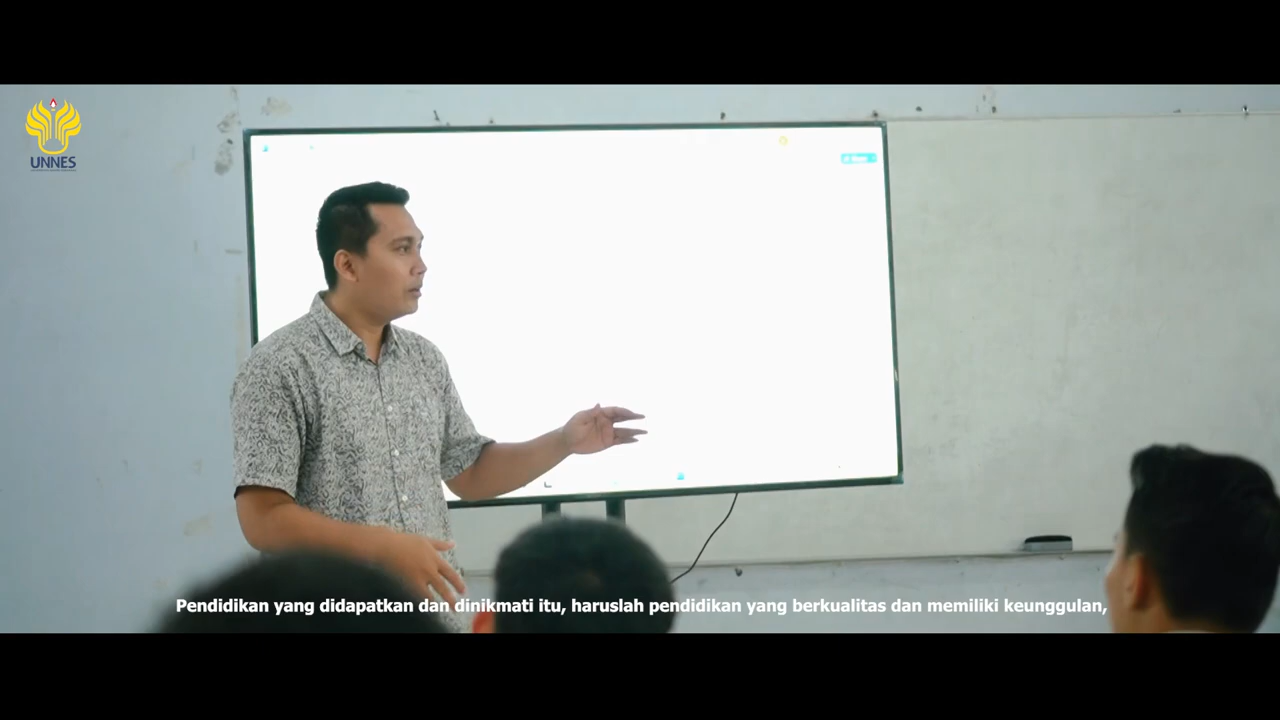 UNNES
Pendidikan yang didapatkan dan dinikmati itu, haruslah pendidikan yang berkualitas dan memiliki keunggulan,